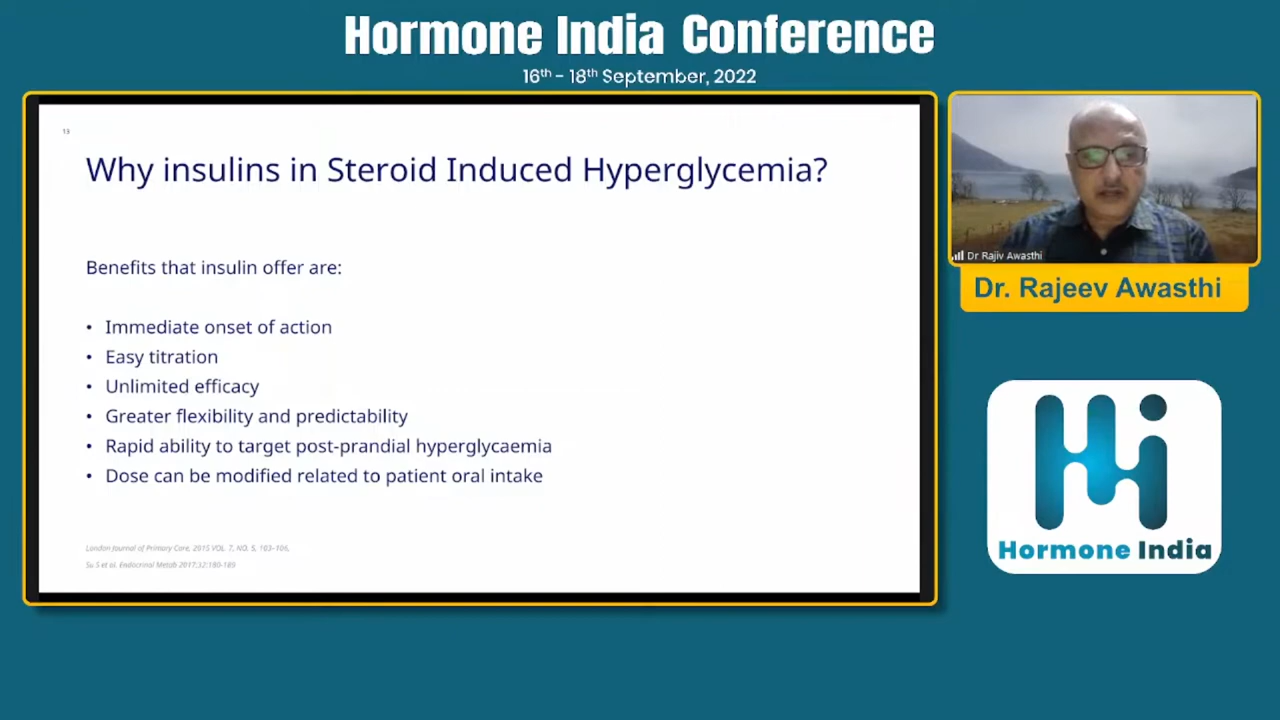 Hormone India Conference
16th - 18th September, 2022
13
Why insulins in Steroid Induced Hyperglycemia?
Benefits that insulin offer are:
• Immediate onset of action
• Easy titration
• Unlimited efficacy
• Greater flexibility and predictability
• Rapid ability to target post-prandial hyperglycaemia
• Dose can be modified related to patient oral intake
London Journal of Primary Care, 2015 VOL. 7, NO. 5, 103–106,
Su S et al. Endocrinol Metab 2017;32:180-189
Dr Rajiv Awasthi
Dr. Rajeev Awasthi
Hi
Hormone India